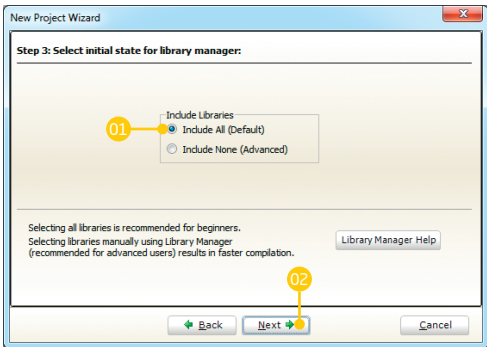 New Project Wizard
Step 3: Select initial state for library manager:
Include Libraries
01
Include All (Default)
Include None (Advanced)
Selecting all libraries is recommended for beginners.
Selecting libraries manually using Library Manager
(recommended for advanced users) results in faster compilation.
Library Manager Help
02
Back
Next
Cancel